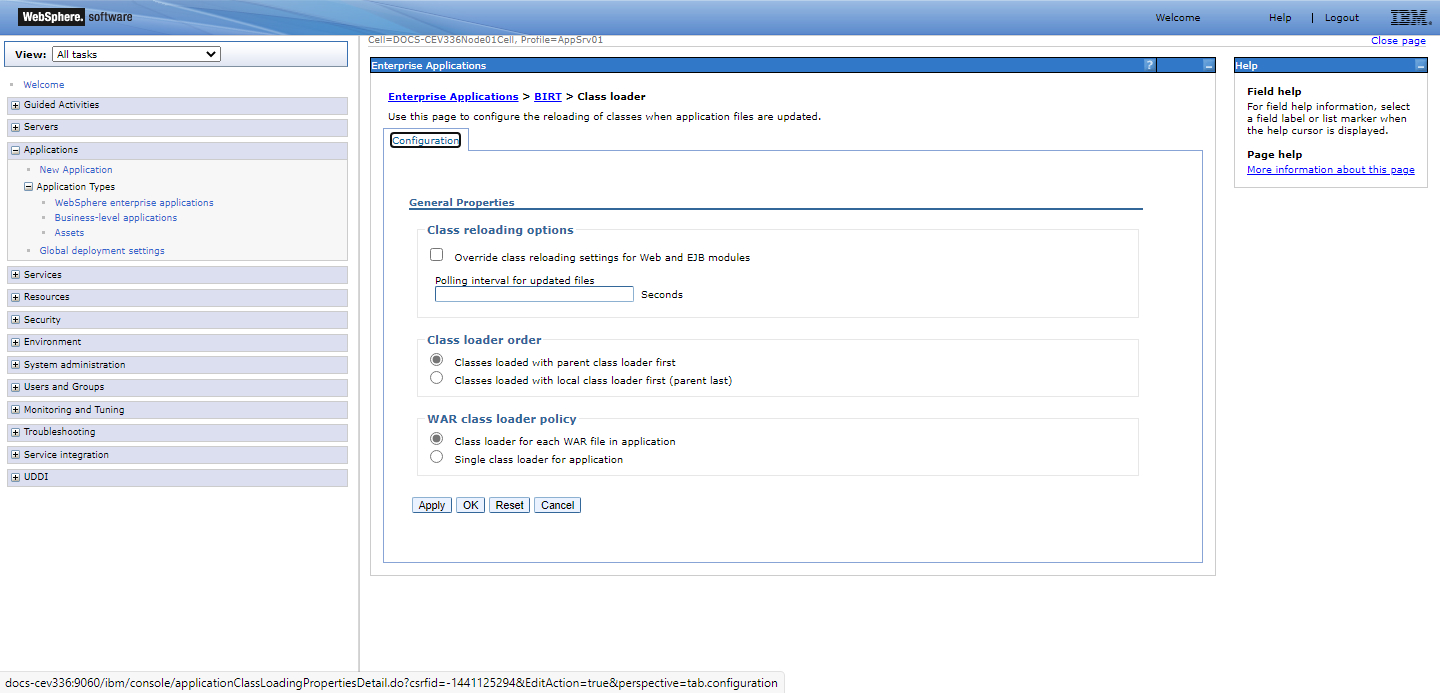 WebSphere. software
Welcome Help | Logout IBM.
View: All tasks
Cell=DOCS-CEV336Node01Cell, Profile=AppSrv01
Close page
Welcome
Guided Activities
Servers
Applications
New Application
Application Types
WebSphere enterprise applications
Business-level applications
Assets
Global deployment settings
Services
Resources
Security
Environment
System administration
Users and Groups
Monitoring and Tuning
Troubleshooting
Service integration
UDDI
Enterprise Applications ?
Enterprise Applications > BIRT > Class loader
Use this page to configure the reloading of classes when application files are updated.
Configuration
General Properties
Class reloading options
Override class reloading settings for Web and EJB modules
Polling interval for updated files
Seconds
Class loader order
Classes loaded with parent class loader first
Classes loaded with local class loader first (parent last)
WAR class loader policy
Class loader for each WAR file in application
Single class loader for application
Apply OK Reset Cancel
Help
Field help
For field help information, select
a field label or list marker when
the help cursor is displayed.
Page help
More information about this page
docs-cev336:9060/ibm/console/applicationClassLoadingPropertiesDetail.do?csrfid=-1441125294&EditAction=true&perspective=tab.configuration